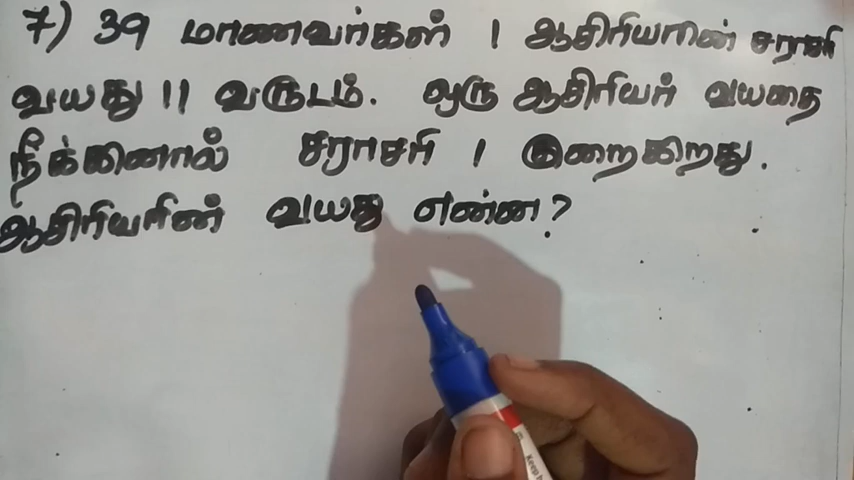 7) 39 மாணவர்கள் 1 ஆசிரியரின் சராசரி
வயது 11 வருடம். ஒரு ஆசிரியர் வயதை
நீக்கினால் சராசரி 1 குறைகிறது.
ஆசிரியரின் வயது என்ன?